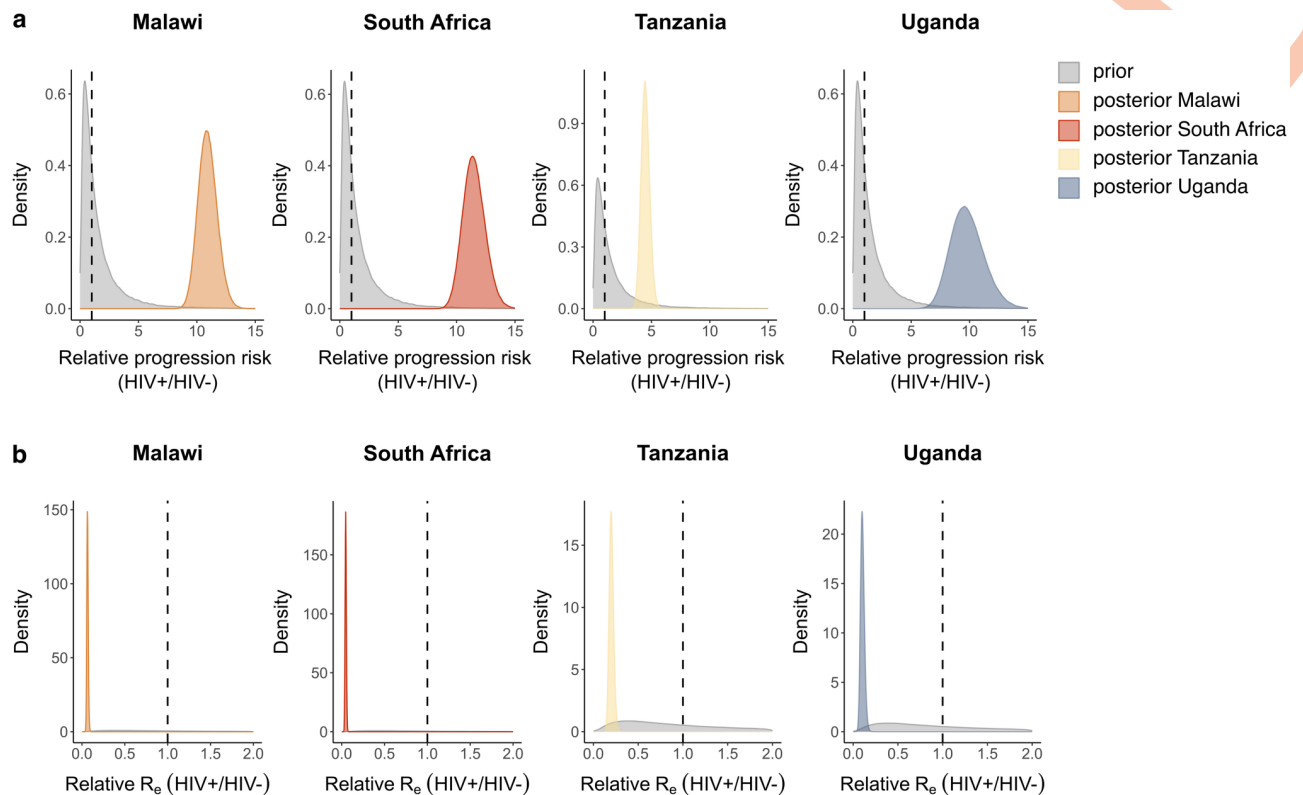 a
Malawi
South Africa
Tanzania
Uganda
Density
0.6
0.4
0.2
0.0
0
5
10
15
Relative progression risk
(HIV+/HIV-)
Density
0.6
0.4
0.2
0.0
0
5
10
15
Relative progression risk
(HIV+/HIV-)
Density
0.9
0.6
0.3
0.0
0
5
10
15
Relative progression risk
(HIV+/HIV-)
Density
0.6
0.4
0.2
0.0
0
5
10
15
Relative progression risk
(HIV+/HIV-)
prior
posterior Malawi
posterior South Africa
posterior Tanzania
posterior Uganda
b
Malawi
South Africa
Tanzania
Uganda
Density
150
100
50
0
0.0
0.5
1.0
1.5
2.0
Relative Re (HIV+/HIV-)
Density
150
100
50
0
0.0
0.5
1.0
1.5
2.0
Relative Re (HIV+/HIV-)
Density
15
10
5
0
0.0
0.5
1.0
1.5
2.0
Relative Re (HIV+/HIV-)
Density
20
15
10
5
0
0.0
0.5
1.0
1.5
2.0
Relative Re (HIV+/HIV-)